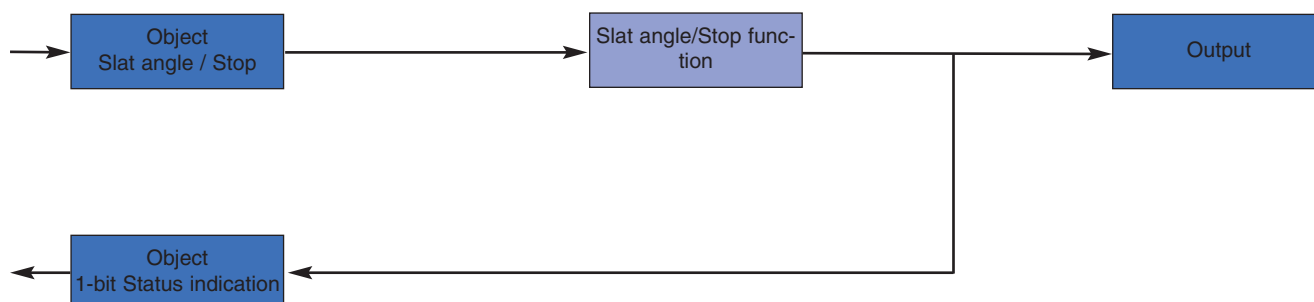 Object
Slat angle / Stop
Slat angle/Stop func-
tion
Output
Object
1-bit Status indication